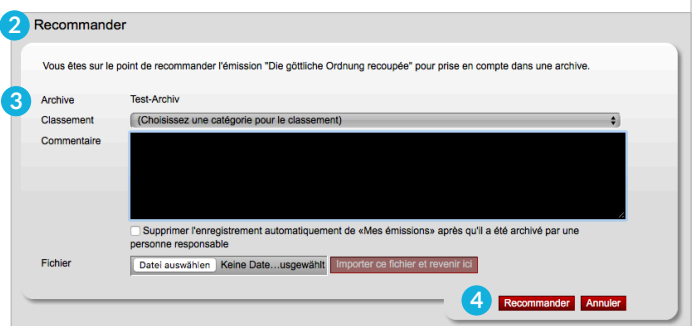 2 Recommander
Vous êtes sur le point de recommander l'émission "Die göttliche Ordnung recoupée" pour prise en compte dans une archive.
3 Archive Test-Archiv
Classement (Choisissez une catégorie pour le classement)
Commentaire
Supprimer l'enregistrement automatiquement de «Mes émissions» après qu'il a été archivé par une
personne responsable
Fichier Datei auswählen Keine Date…usgewählt Importer ce fichier et revenir ici
4 Recommander Annuler